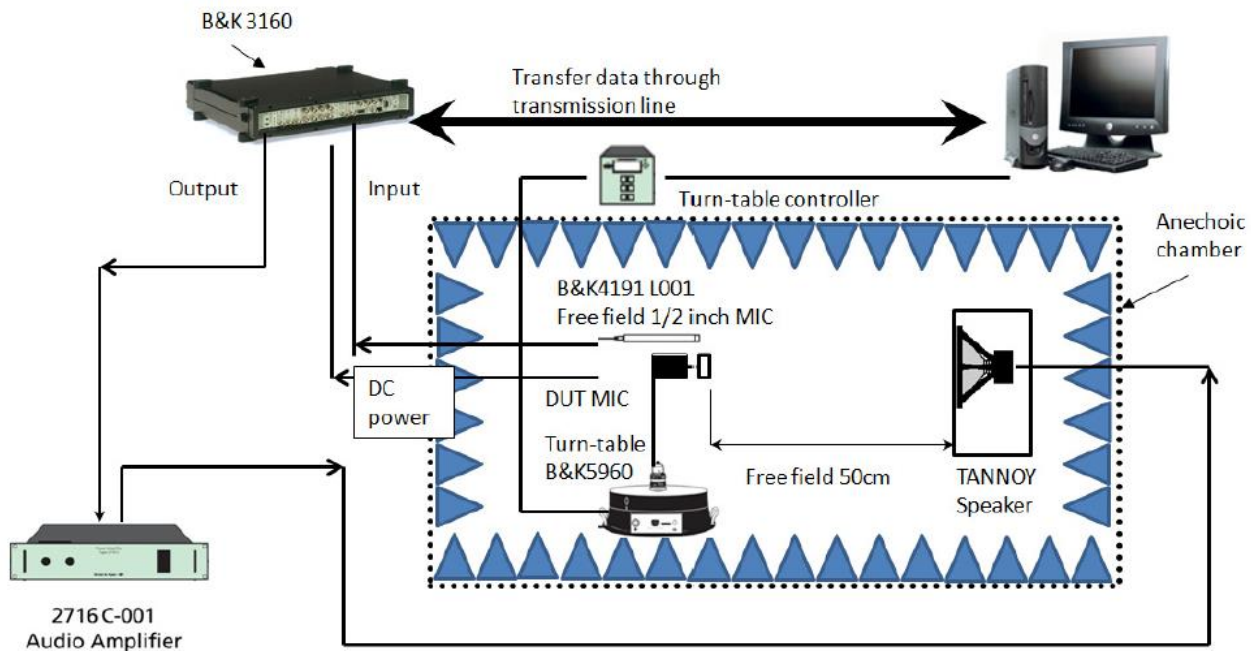 B&K 3160
Transfer data through
transmission line
Output
Input
Turn-table controller
Anechoic
chamber
B&K4191 L001
Free field 1/2 inch MIC
DC
power
DUT MIC
Turn-table
B&K5960
Free field 50cm
TANNOY
Speaker
2716 C-001
Audio Amplifier